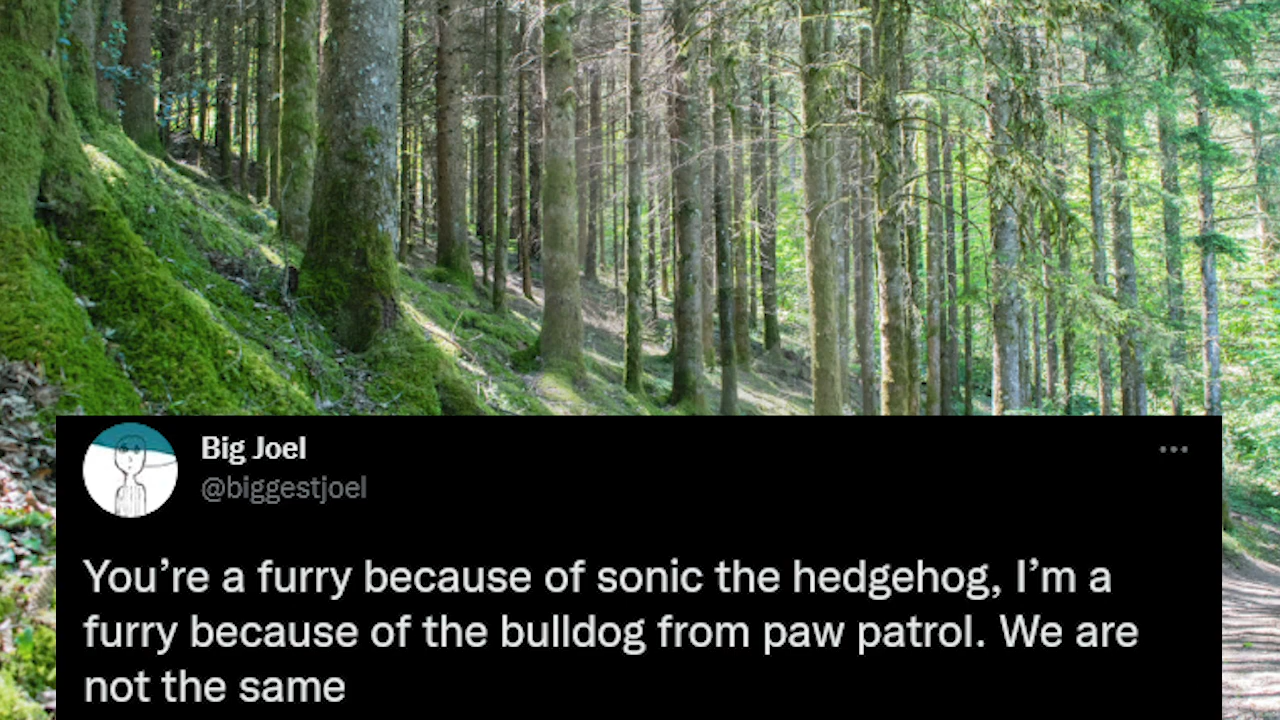 Big Joel
@biggestjoel
You’re a furry because of sonic the hedgehog, I’m a
furry because of the bulldog from paw patrol. We are
not the same